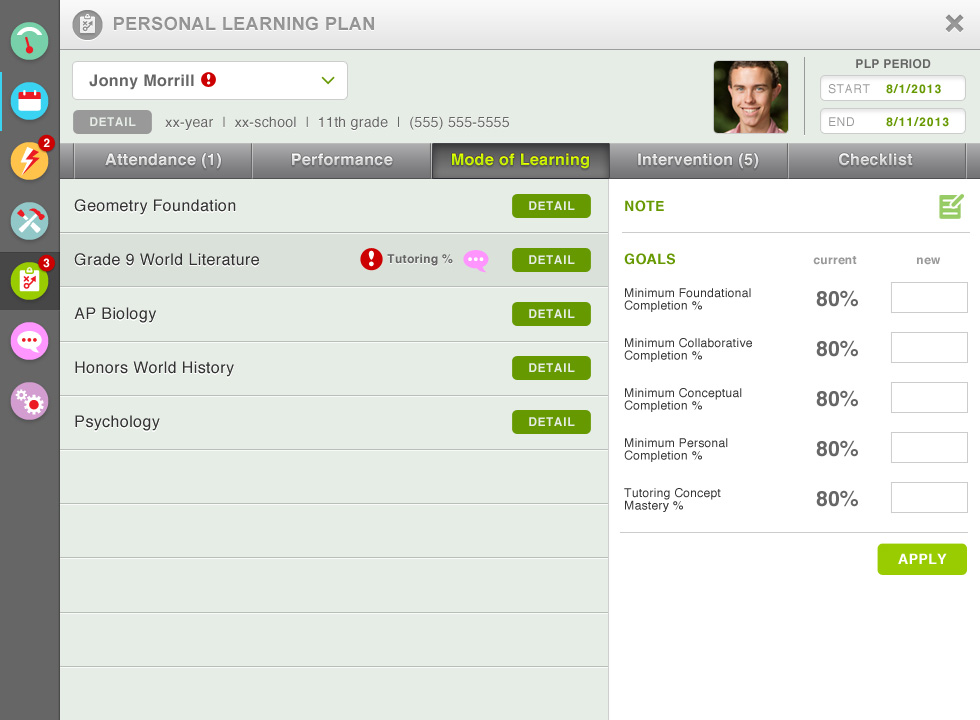 PERSONAL LEARNING PLAN
Jonny Morrill
PLP PERIOD
START 8/1/2013
END 8/11/2013
DETAIL xx-year | xx-school | 11th grade | (555) 555-5555
2
3
Attendance (1) Performance Mode of Learning Intervention (5) Checklist
Geometry Foundation DETAIL
Grade 9 World Literature Tutoring % DETAIL
AP Biology DETAIL
Honors World History DETAIL
Psychology DETAIL
NOTE
GOALS current new
Minimum Foundational
Completion % 80%
Minimum Collaborative
Completion % 80%
Minimum Conceptual
Completion % 80%
Minimum Personal
Completion % 80%
Tutoring Concept
Mastery % 80%
APPLY